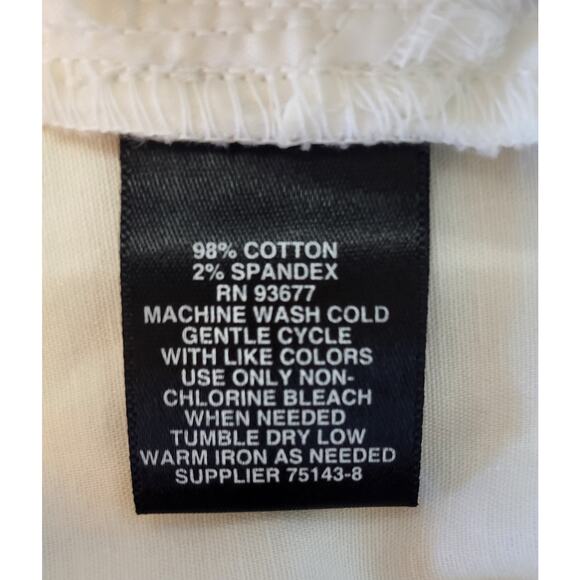 98% COTTON
2% SPANDEX
RN 93677
MACHINE WASH COLD
GENTLE CYCLE
WITH LIKE COLORS
USE ONLY NON-
CHLORINE BLEACH
WHEN NEEDED
TUMBLE DRY LOW
WARM IRON AS NEEDED
SUPPLIER 75143-8